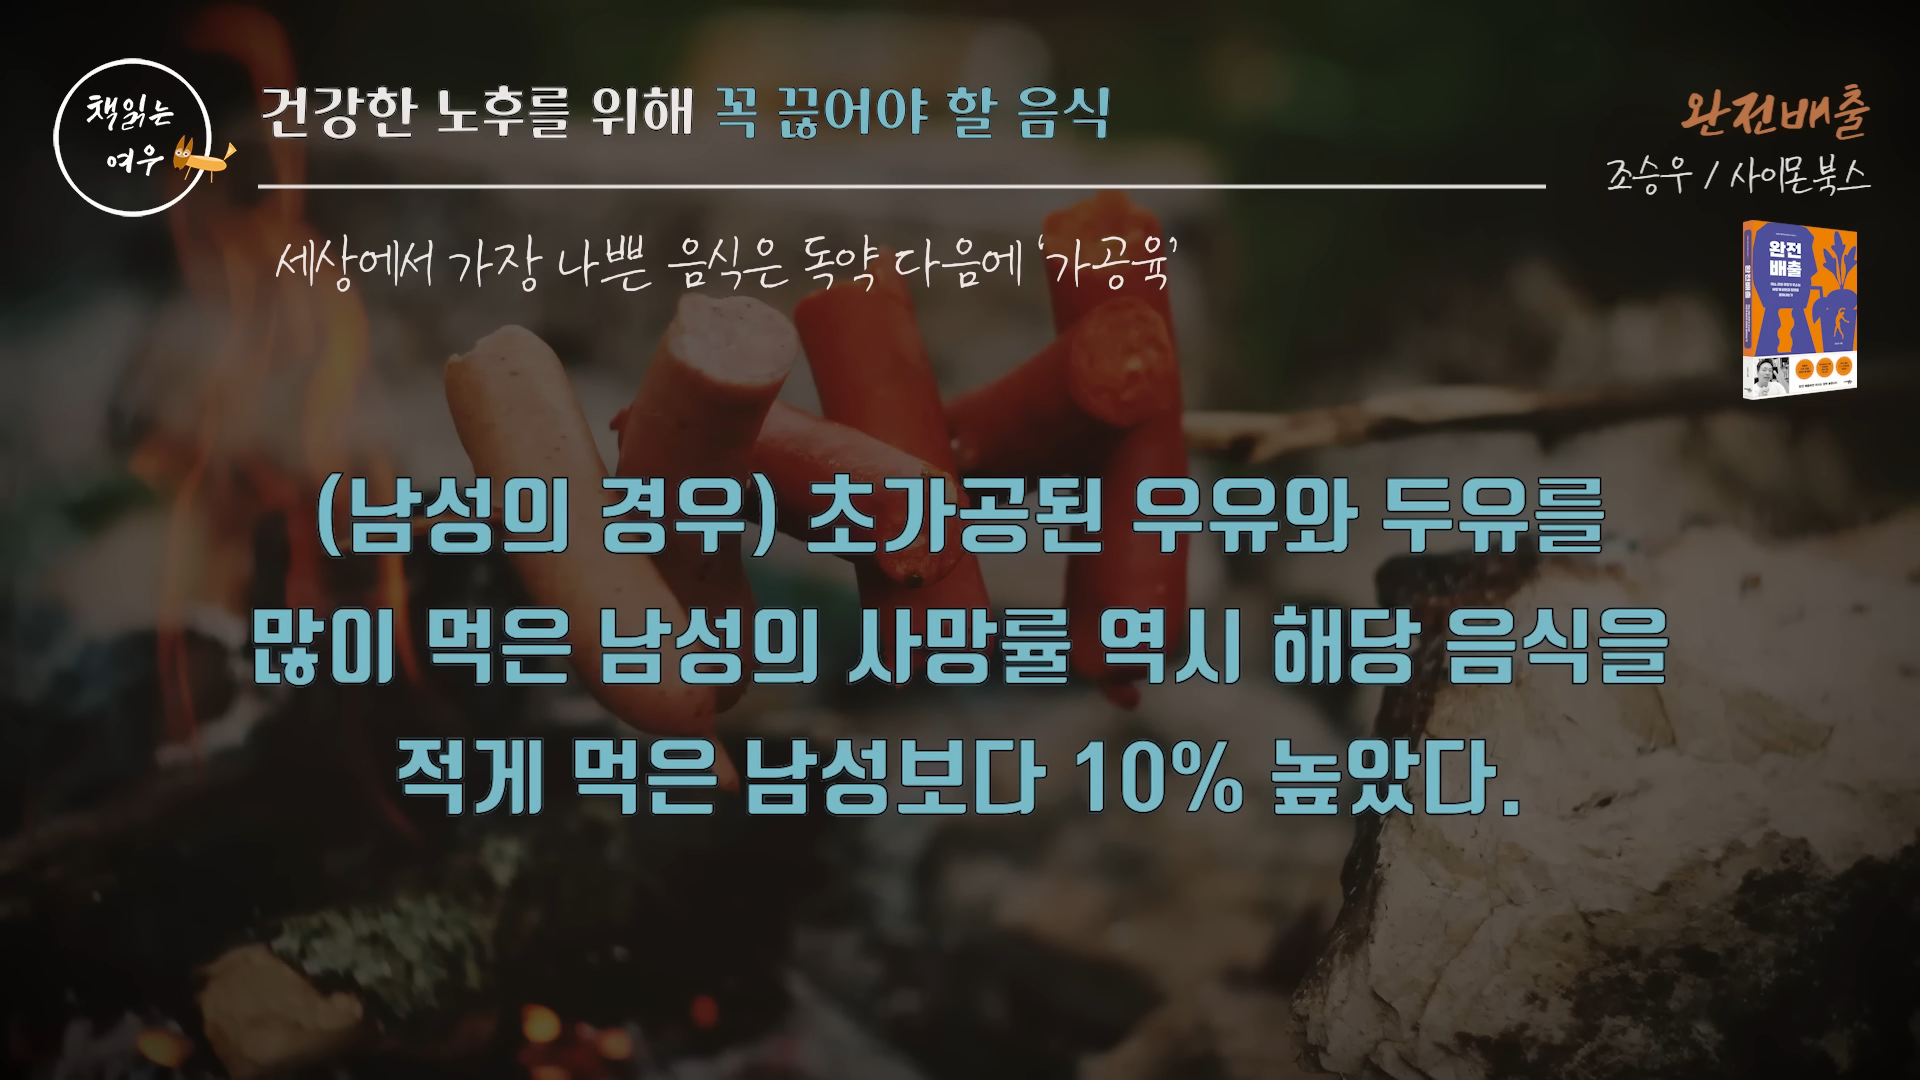 책읽는
여우
건강한 노후를 위해 꼭 끊어야 할 음식
완전배출
조승우 / 사이몬북스
세상에서 가장 나쁜 음식은 독약 다음에 ‘가공육’
완전
배출
(남성의 경우) 초가공된 우유와 두유를
많이 먹은 남성의 사망률 역시 해당 음식을
적게 먹은 남성보다 10% 높았다.